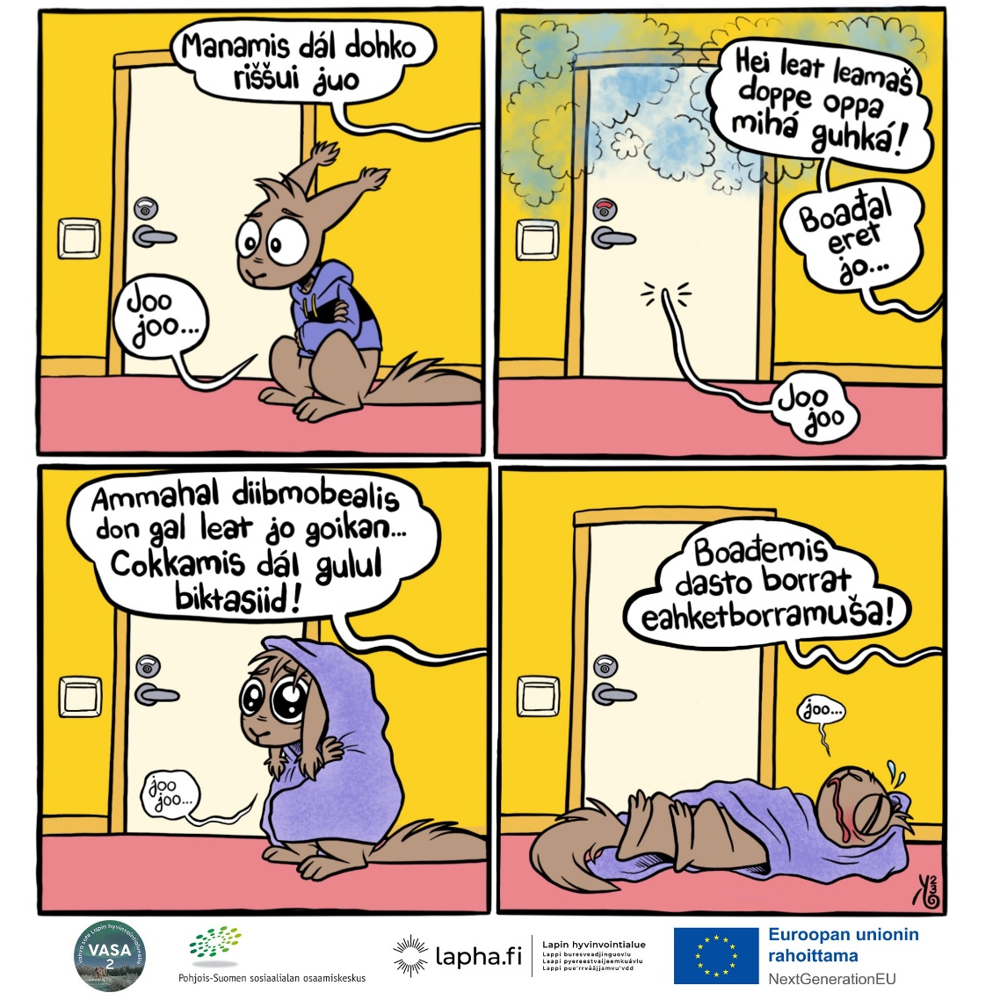 Manamis dál dohko
riššui juo
Joo
joo...
Hei leat leamaš
doppe oppa
mihá guhká!
Boađal
eret
jo...
Joo
joo
Ammahal diibmobealis
don gal leat jo goikan...
Cokkamis dál gulul
biktasiid!
joo
joo...
Boađemis
dasto borrat
eahketborramuša!
joo...
Vahva sote Lapin hyvinvointialueelle
VASA
2
Pohjois-Suomen sosiaalialan osaamiskeskus
lapha.fi
Lapin hyvinvointialue
Lappi buresveadjinguovlu
Laapi pyereestvaijeemkuávlu
Lappi pue'rrvââjjamvu'vdd
Euroopan unionin
rahoittama
NextGenerationEU